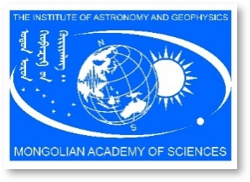 THE INSTITUTE OF ASTRONOMY AND GEOPHYSICS
N
S
MONGOLIAN ACADEMY OF SCIENCES